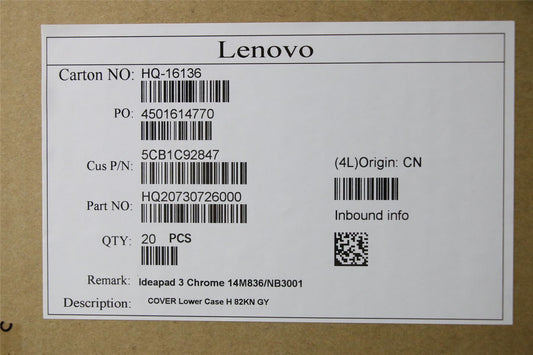 Lenovo
Carton NO: HQ-16136
PO: 4501614770
Cus P/N: 5CB1C92847
(4L)Origin: CN
Part NO: HQ20730726000
Inbound info
QTY: 20 PCS
Remark: Ideapad 3 Chrome 14M836/NB3001
Description: COVER Lower Case H 82KN GY